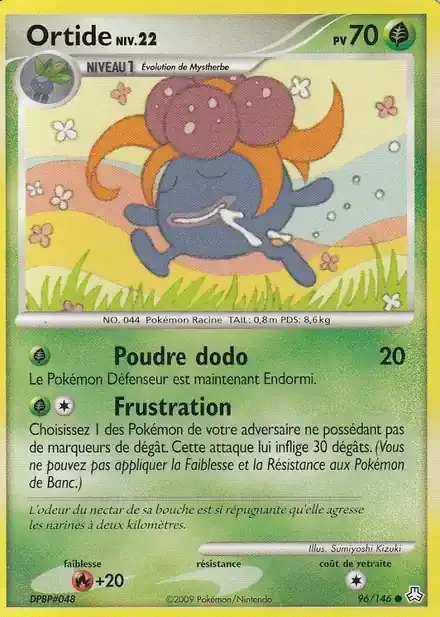 Ortide NIV.22 PV 70
NIVEAU 1 Évolution de Mystherbe
NO. 044 Pokémon Racine TAIL: 0,8m PDS: 8,6kg
Poudre dodo 20
Le Pokémon Défenseur est maintenant Endormi.
Frustration
Choisissez 1 des Pokémon de votre adversaire ne possédant pas
de marqueurs de dégât. Cette attaque lui inflige 30 dégâts. (Vous
ne pouvez pas appliquer la Faiblesse et la Résistance aux Pokémon
de Banc.)
L'odeur du nectar de sa bouche est si répugnante qu'elle agresse
les narines à deux kilomètres.
Illus. Sumiyoshi Kizuki
faiblesse résistance coût de retraite
+20
DPBP#048 ©2009 Pokémon/Nintendo 96/146